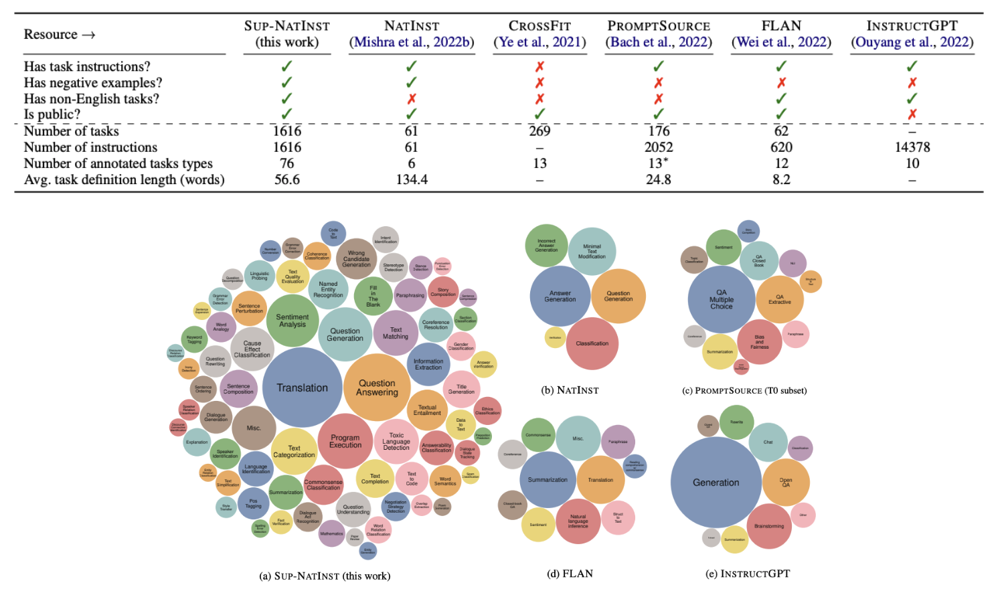 Resource → SUP-NATINST NATINST CROSSFIT PROMPTSOURCE FLAN INSTRUCTGPT
(this work) (Mishra et al., 2022b) (Ye et al., 2021) (Bach et al., 2022) (Wei et al., 2022) (Ouyang et al., 2022)
Has task instructions? ✓ ✓ ✗ ✓ ✓ ✓
Has negative examples? ✓ ✓ ✗ ✗ ✗ ✗
Has non-English tasks? ✓ ✗ ✗ ✗ ✓ ✓
Is public? ✓ ✓ ✓ ✓ ✓ ✗
Number of tasks 1616 61 269 176 62 –
Number of instructions 1616 61 – 2052 620 14378
Number of annotated tasks types 76 6 13 13* 12 10
Avg. task definition length (words) 56.6 134.4 – 24.8 8.2 –
Code
to
Text
Intent
Identification
Number
Conversion
Grammar
Error
Correction
Coherence
Classification
Wrong
Candidate
Generation
Stereotype
Detection
Stance
Detection
Punctuation
Error
Detection
Question
Decomposition
Linguistic
Probing
Text
Quality
Evaluation
Named
Entity
Recognition
Fill
in
The
Blank
Paraphrasing
Story
Composition
Sentence
Compression
Grammar
Error
Detection
Sentence
Expansion
Sentence
Perturbation
Sentiment
Analysis
Question
Generation
Text
Matching
Coreference
Resolution
Section
Classification
Word
Analogy
Keyword
Tagging
Cause
Effect
Classification
Gender
Classification
Discourse
Relation
Classification
Irony
Detection
Question
Rewriting
Information
Extraction
Answer
Verification
Sentence
Ordering
Sentence
Composition
Translation
Question
Answering
Title
Generation
Speaker
Relation
Classification
Dialogue
Generation
Misc.
Textual
Entailment
Ethics
Classification
Data
to
Text
Discourse
Connective
Identification
Explanation
Text
Categorization
Program
Execution
Toxic
Language
Detection
Answerability
Classification
Preposition
Prediction
Dialogue
State
Tracking
Speaker
Identification
Language
Identification
Entity
Relation
Classification
Text
Simplification
Summarization
Commonsense
Classification
Text
Completion
Text
to
Code
Word
Semantics
Spam
Classification
Style
Transfer
Pos
Tagging
Fact
Verification
Dialogue
Act
Recognition
Question
Understanding
Negotiation
Strategy
Detection
Overlap
Extraction
Poem
Generation
Spelling
Error
Detection
Mathematics
Paper
Review
Word
Relation
Classification
Entity
Generation
(a) SUP-NATINST (this work)
Incorrect
Answer
Generation
Minimal
Text
Modification
Answer
Generation
Question
Generation
Verification
Classification
(b) NATINST
Story
Completion
Sentiment
Topic
Classification
QA
Closed
Book
NLI
Structure
to
Text
QA
Multiple
Choice
QA
Extractive
Coreference
Summarization
Bias
and
Fairness
Paraphrase
(c) PROMPTSOURCE (T0 subset)
Commonsense
Misc.
Paraphrase
Coreference
Reading
comprehension
w/
commonsense
Summarization
Translation
Closed-book
QA
Sentiment
Natural
language
inference
Struct
to
Text
(d) FLAN
Closed
QA
Rewrite
Chat
Classification
Generation
Open
QA
Other
Brainstorming
Extract
Summarization
(e) INSTRUCTGPT